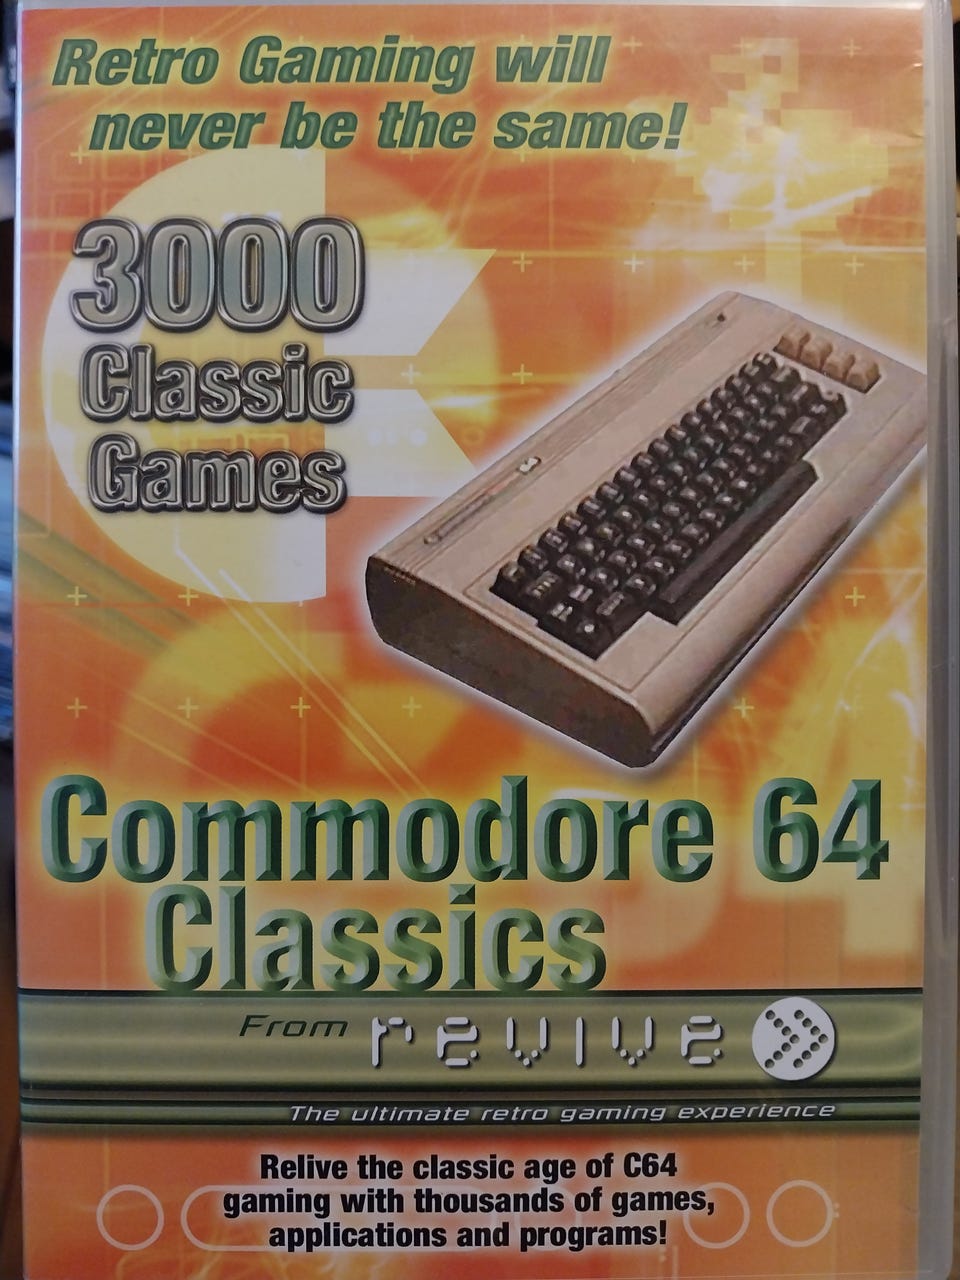 Retro Gaming will
never be the same!
3000
Classic
Games
Commodore 64
Classics
From revive
The ultimate retro gaming experience
Relive the classic age of C64
gaming with thousands of games,
applications and programs!